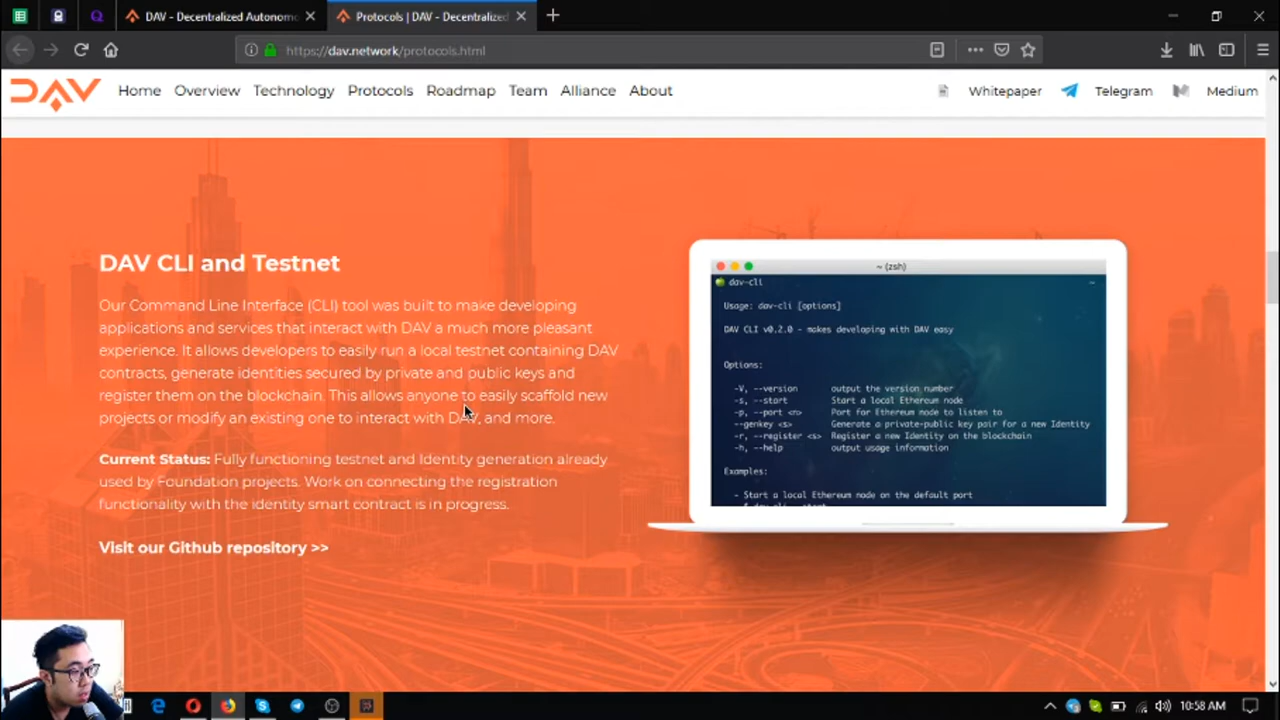 DAV - Decentralized Autonomo
Protocols | DAV - Decentralized
https://dav.network/protocols.html
DAV
Home
Overview
Technology
Protocols
Roadmap
Team
Alliance
About
Whitepaper
Telegram
Medium
DAV CLI and Testnet
Our Command Line Interface (CLI) tool was built to make developing
applications and services that interact with DAV a much more pleasant
experience. It allows developers to easily run a local testnet containing DAV
contracts, generate identities secured by private and public keys and
register them on the blockchain. This allows anyone to easily scaffold new
projects or modify an existing one to interact with DAV, and more.
Current Status: Fully functioning testnet and Identity generation already
used by Foundation projects. Work on connecting the registration
functionality with the identity smart contract is in progress.
Visit our Github repository >>
~ (zsh)
dav-cli ~
Usage: dav-cli [options]
DAV CLI v0.2.0 - makes developing with DAV easy
Options:
-V, --version output the version number
-s, --start Start a local Ethereum node
-p, --port <n> Port for Ethereum node to listen to
--genkey <s> Generate a private-public key pair for a new Identity
-r, --register <s> Register a new Identity on the blockchain
-h, --help output usage information
Examples:
- Start a local Ethereum node on the default port
10:58 AM